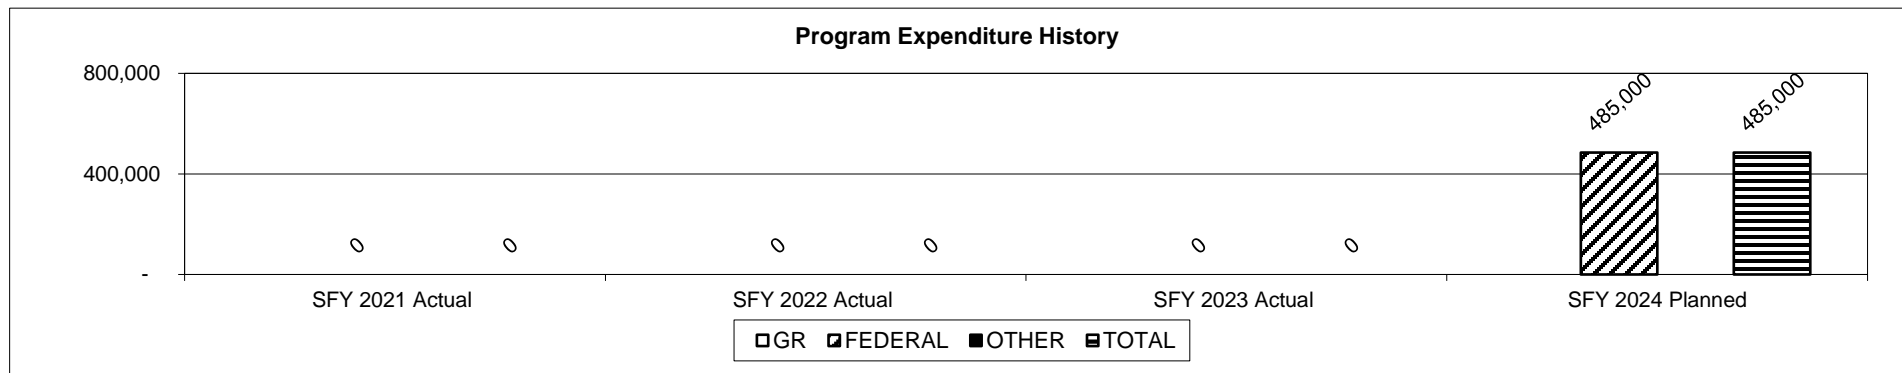 Program Expenditure History
800,000
400,000
-
485,000 485,000
0 0 0 0 0 0
SFY 2021 Actual SFY 2022 Actual SFY 2023 Actual SFY 2024 Planned
GR FEDERAL OTHER TOTAL